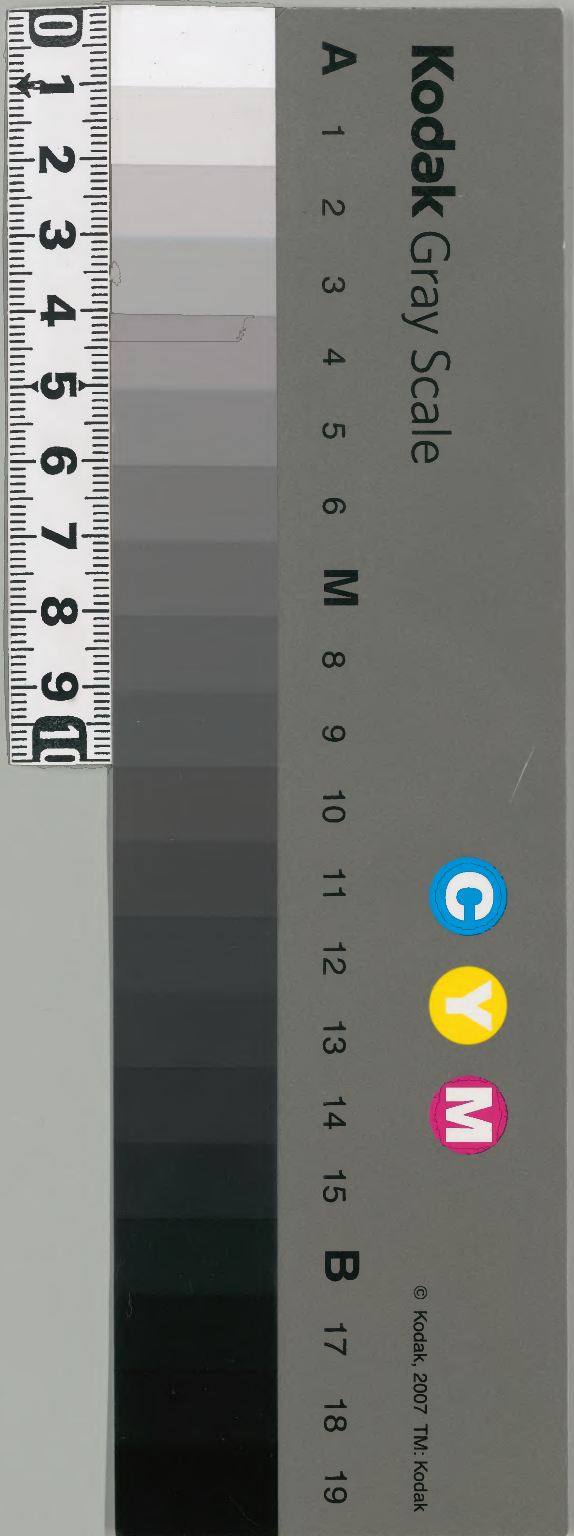 Kodak Gray Scale
C Y M
© Kodak, 2007 TM: Kodak
A 1 2 3 4 5 6 M 8 9 10 11 12 13 14 15 B 17 18 19
0 1 2 3 4 5 6 7 8 9 10